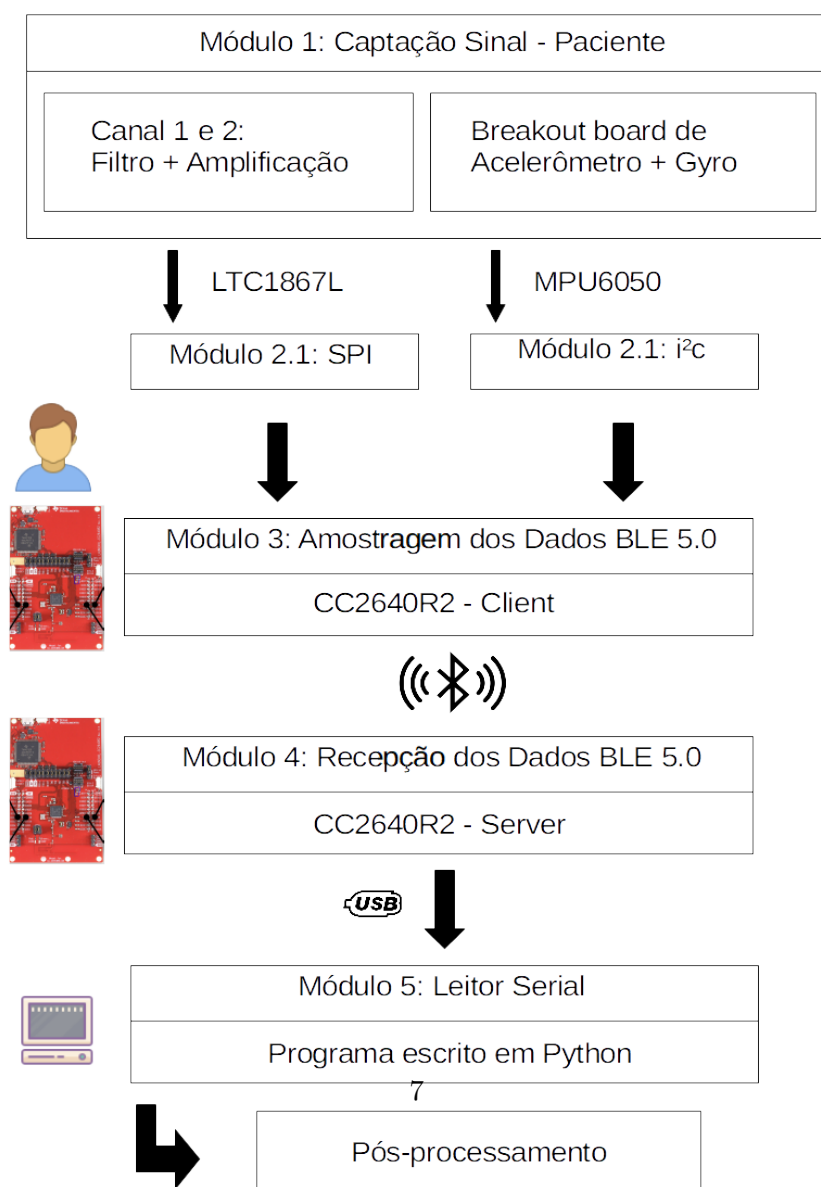 Módulo 1: Captação Sinal - Paciente
Canal 1 e 2:
Filtro + Amplificação
Breakout board de
Acelerômetro + Gyro
LTC1867L
MPU6050
Módulo 2.1: SPI
Módulo 2.1: i²c
Módulo 3: Amostragem dos Dados BLE 5.0
CC2640R2 - Client
Módulo 4: Recepção dos Dados BLE 5.0
CC2640R2 - Server
USB
Módulo 5: Leitor Serial
Programa escrito em Python
7
Pós-processamento